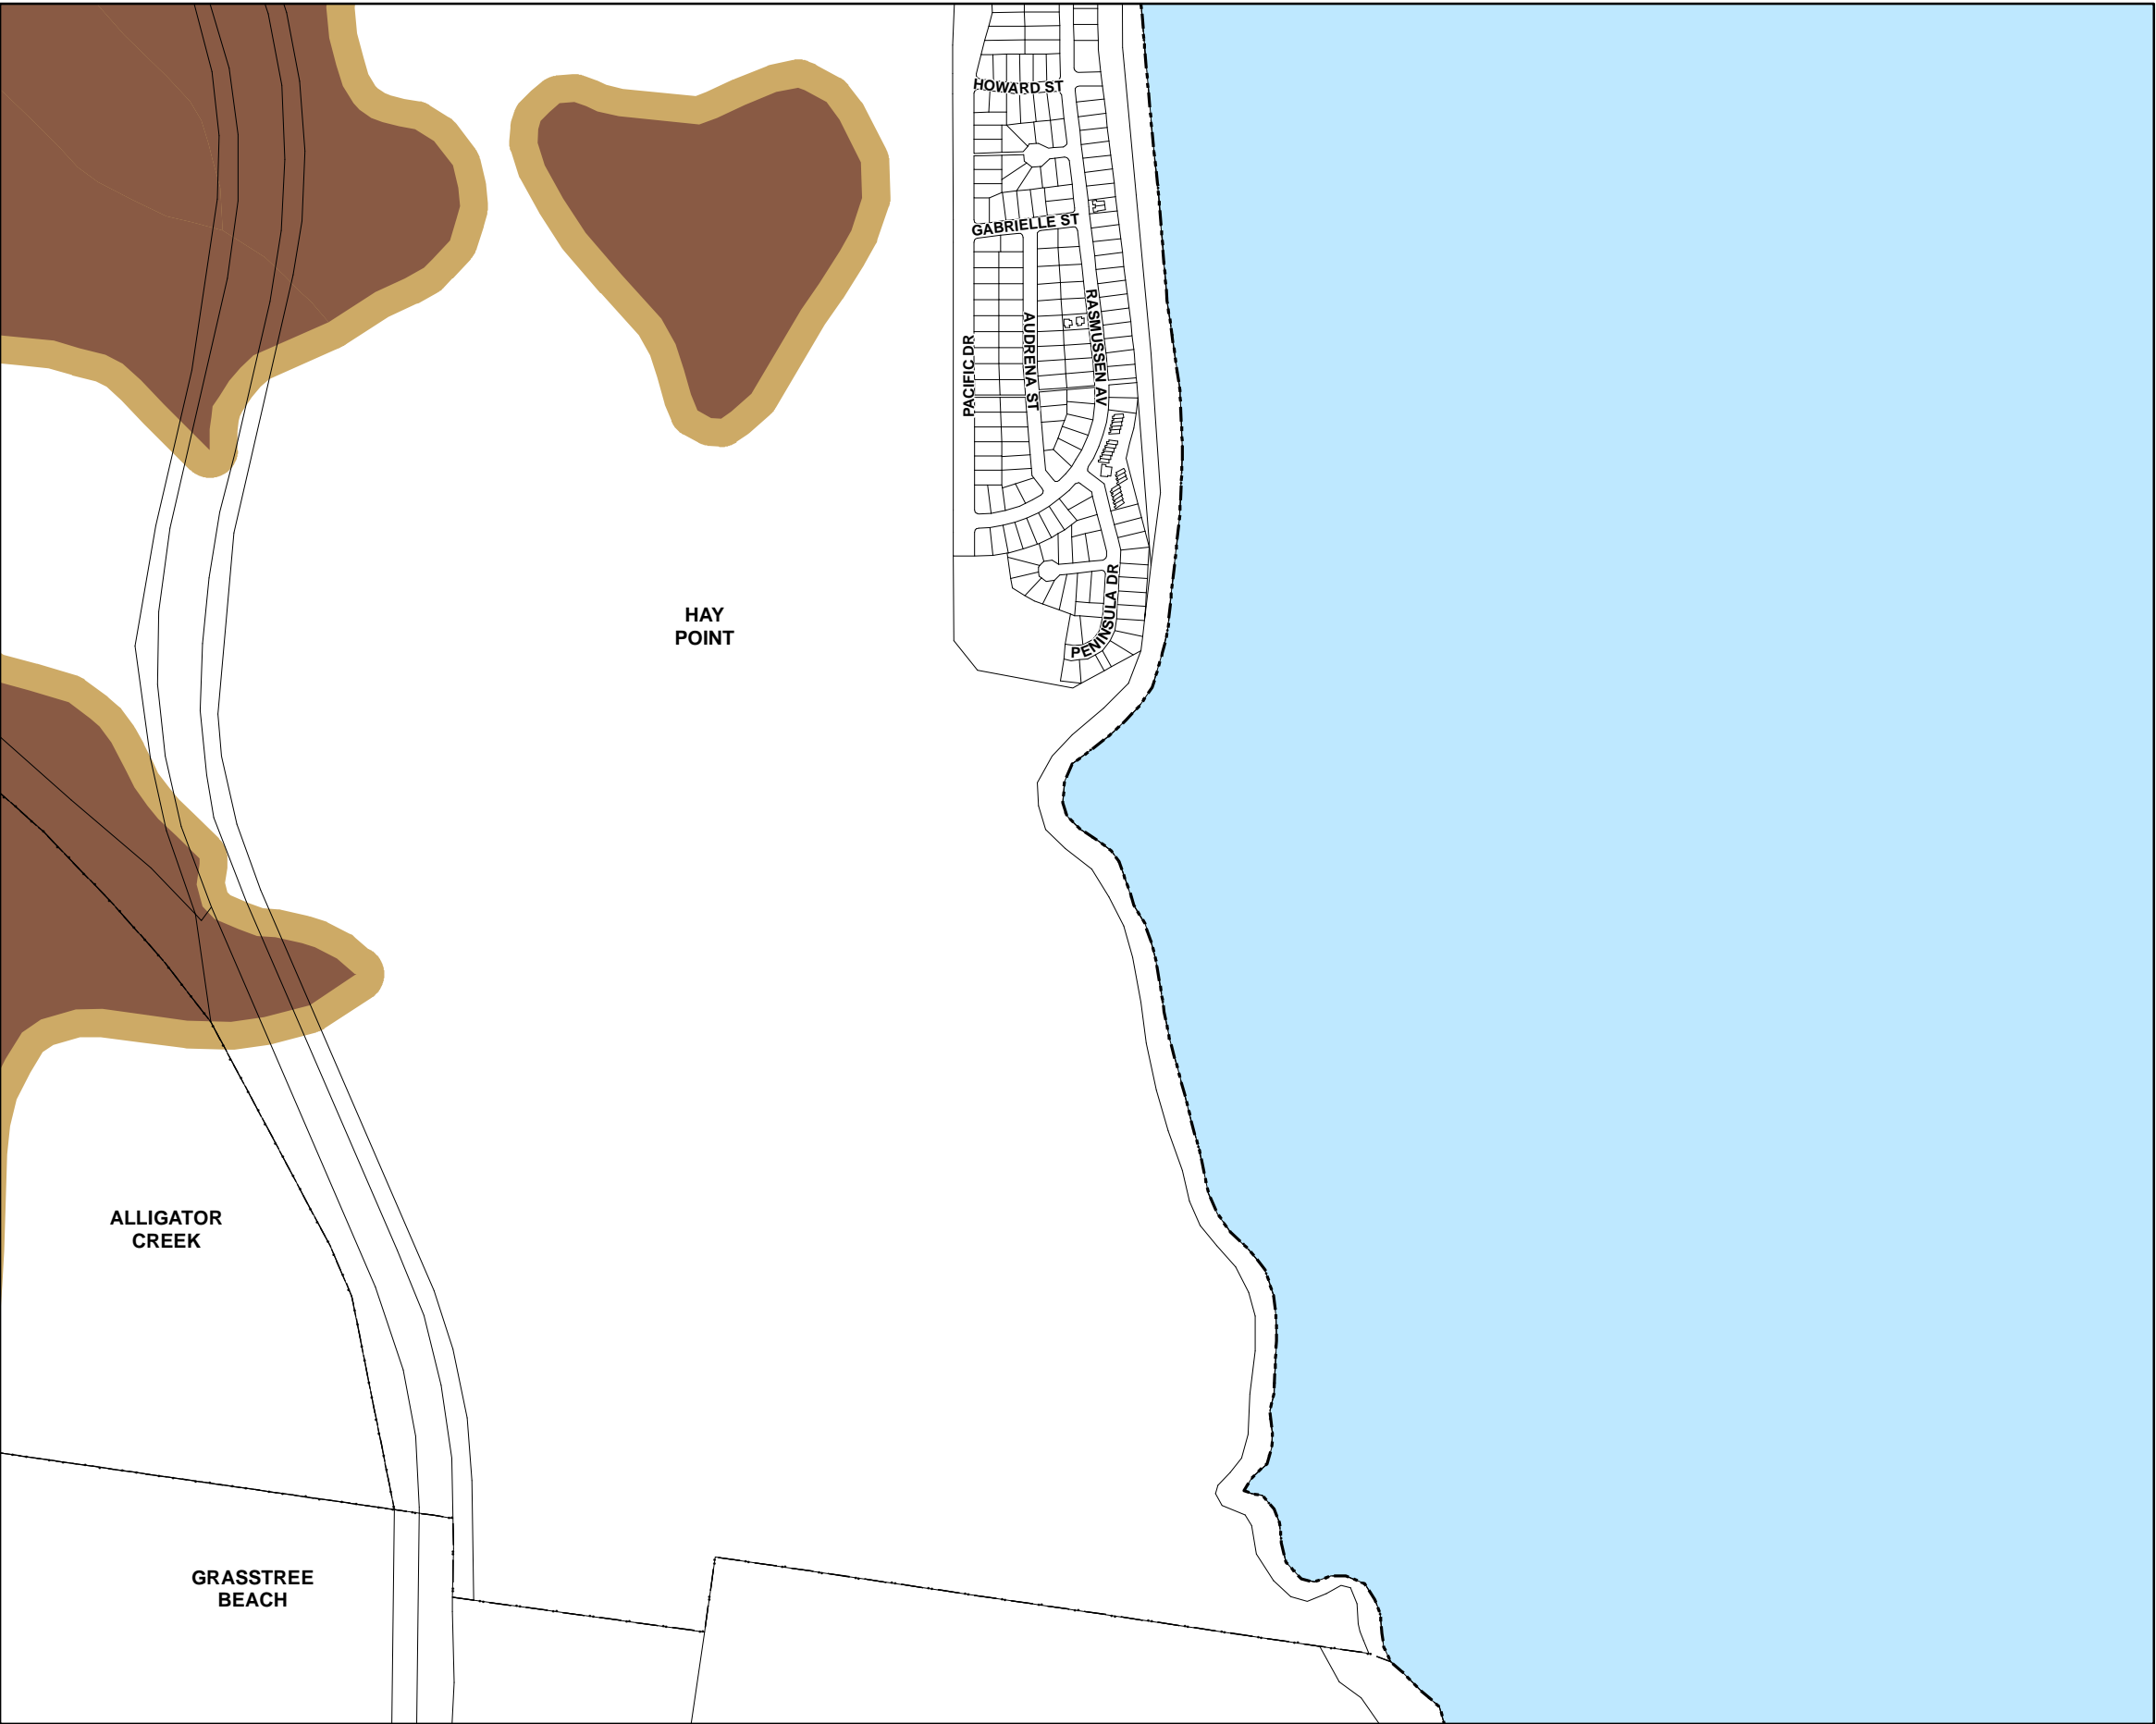 HOWARD ST
GABRIELLE ST
RASMUSSEN AV
AUDRENA ST
PACIFIC DR
PENINSULA DR
HAY
POINT
ALLIGATOR
CREEK
GRASSTREE
BEACH